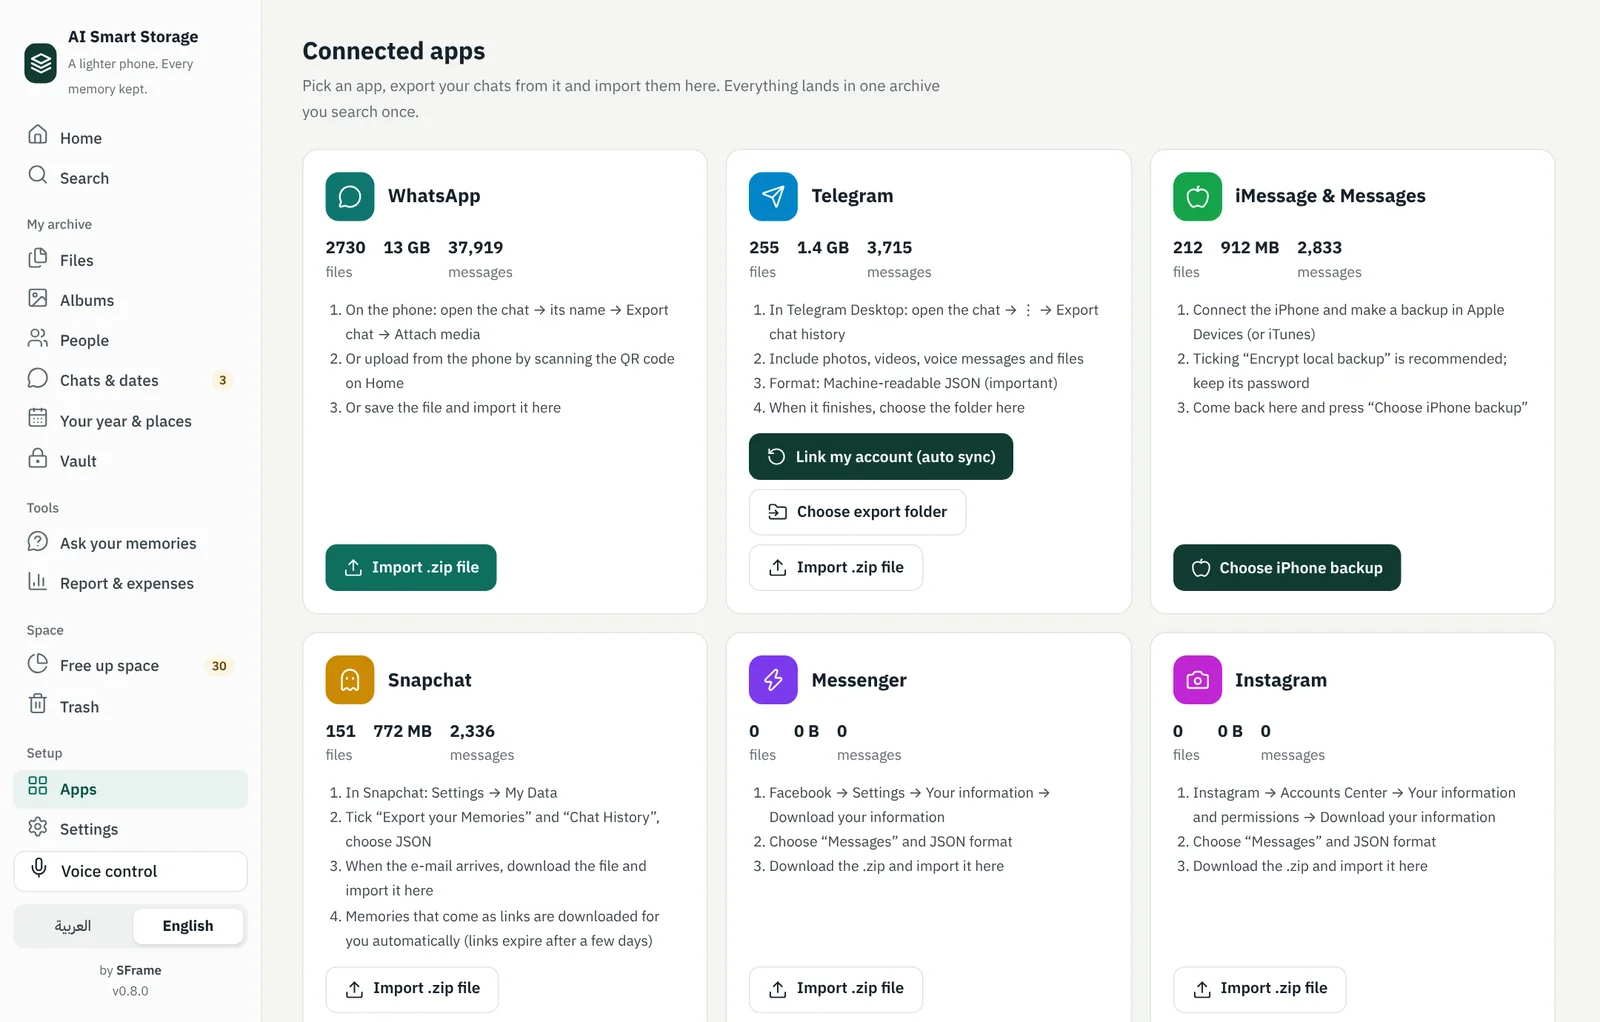 AI Smart Storage
A lighter phone. Every
memory kept.
Home
Search
My archive
Files
Albums
People
Chats & dates 3
Your year & places
Vault
Tools
Ask your memories
Report & expenses
Space
Free up space 30
Trash
Setup
Apps
Settings
Voice control
العربية English
by SFrame
v0.8.0
Connected apps
Pick an app, export your chats from it and import them here. Everything lands in one archive
you search once.
WhatsApp
2730 13 GB 37,919
files messages
1. On the phone: open the chat → its name → Export
chat → Attach media
2. Or upload from the phone by scanning the QR code
on Home
3. Or save the file and import it here
Import .zip file
Telegram
255 1.4 GB 3,715
files messages
1. In Telegram Desktop: open the chat → ⋮ → Export
chat history
2. Include photos, videos, voice messages and files
3. Format: Machine-readable JSON (important)
4. When it finishes, choose the folder here
Link my account (auto sync)
Choose export folder
Import .zip file
iMessage & Messages
212 912 MB 2,833
files messages
1. Connect the iPhone and make a backup in Apple
Devices (or iTunes)
2. Ticking “Encrypt local backup” is recommended;
keep its password
3. Come back here and press “Choose iPhone backup”
Choose iPhone backup
Snapchat
151 772 MB 2,336
files messages
1. In Snapchat: Settings → My Data
2. Tick “Export your Memories” and “Chat History”,
choose JSON
3. When the e-mail arrives, download the file and
import it here
4. Memories that come as links are downloaded for
you automatically (links expire after a few days)
Import .zip file
Messenger
0 0 B 0
files messages
1. Facebook → Settings → Your information →
Download your information
2. Choose “Messages” and JSON format
3. Download the .zip and import it here
Import .zip file
Instagram
0 0 B 0
files messages
1. Instagram → Accounts Center → Your information
and permissions → Download your information
2. Choose “Messages” and JSON format
3. Download the .zip and import it here
Import .zip file